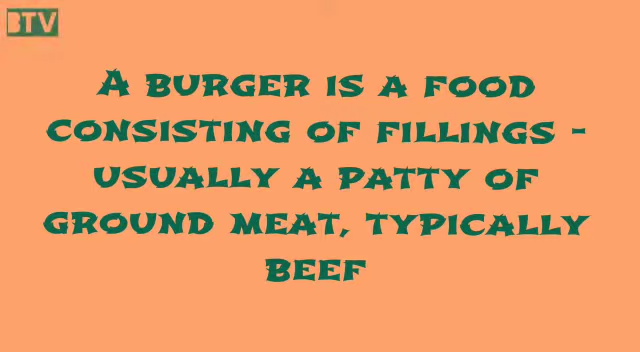 BTV
A BURGER IS A FOOD
CONSISTING OF FILLINGS -
USUALLY A PATTY OF
GROUND MEAT, TYPICALLY
BEEF